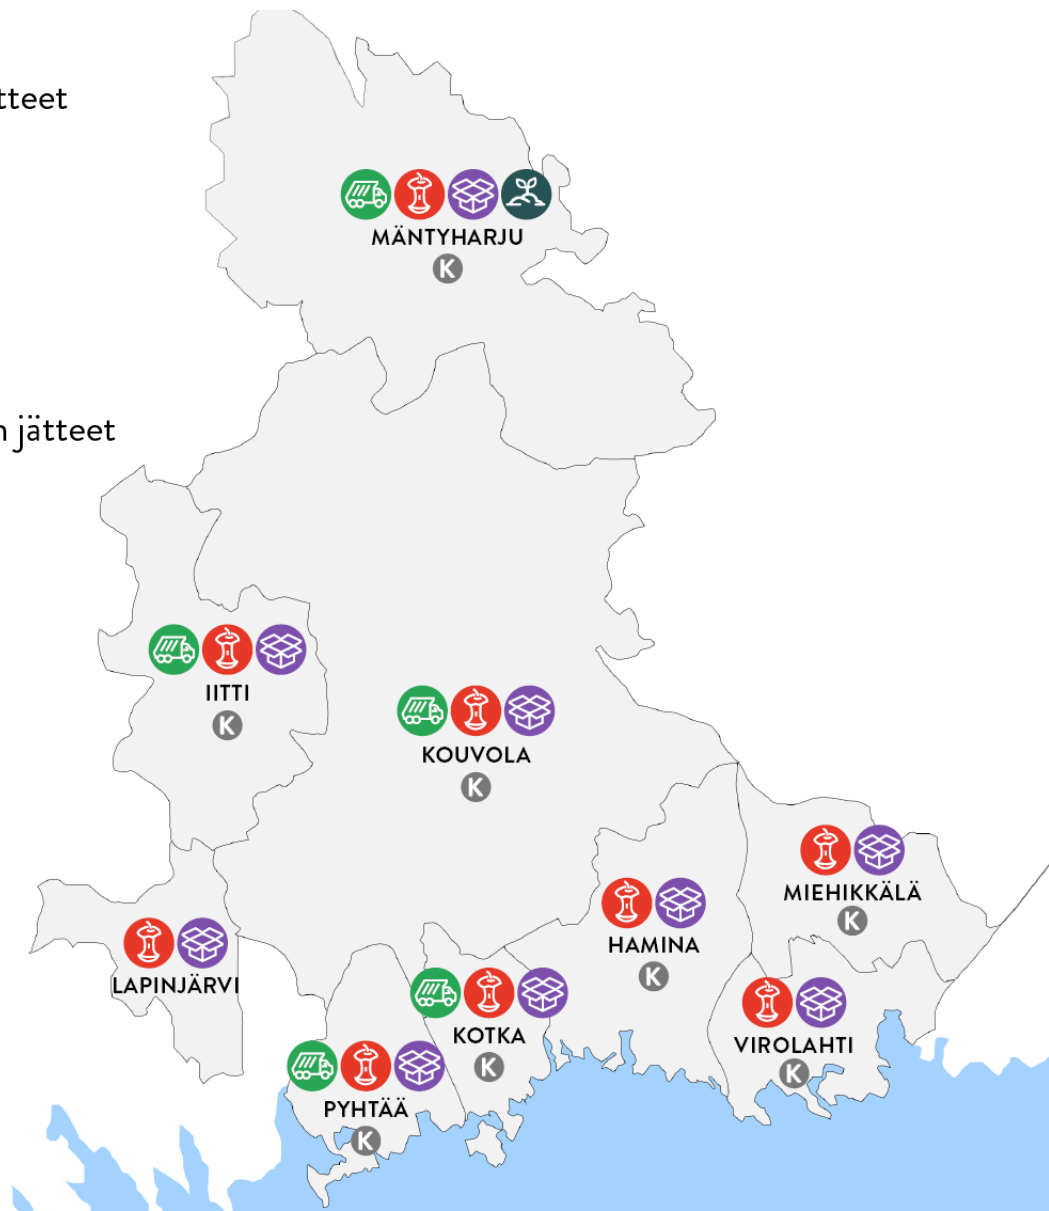 tteet
MÄNTYHARJU
K
n jätteet
IITTI
K
KOUVOLA
K
MIEHIKKÄLÄ
K
HAMINA
K
LAPINJÄRVI
KOTKA
K
VIROLAHTI
K
PYHTÄÄ
K